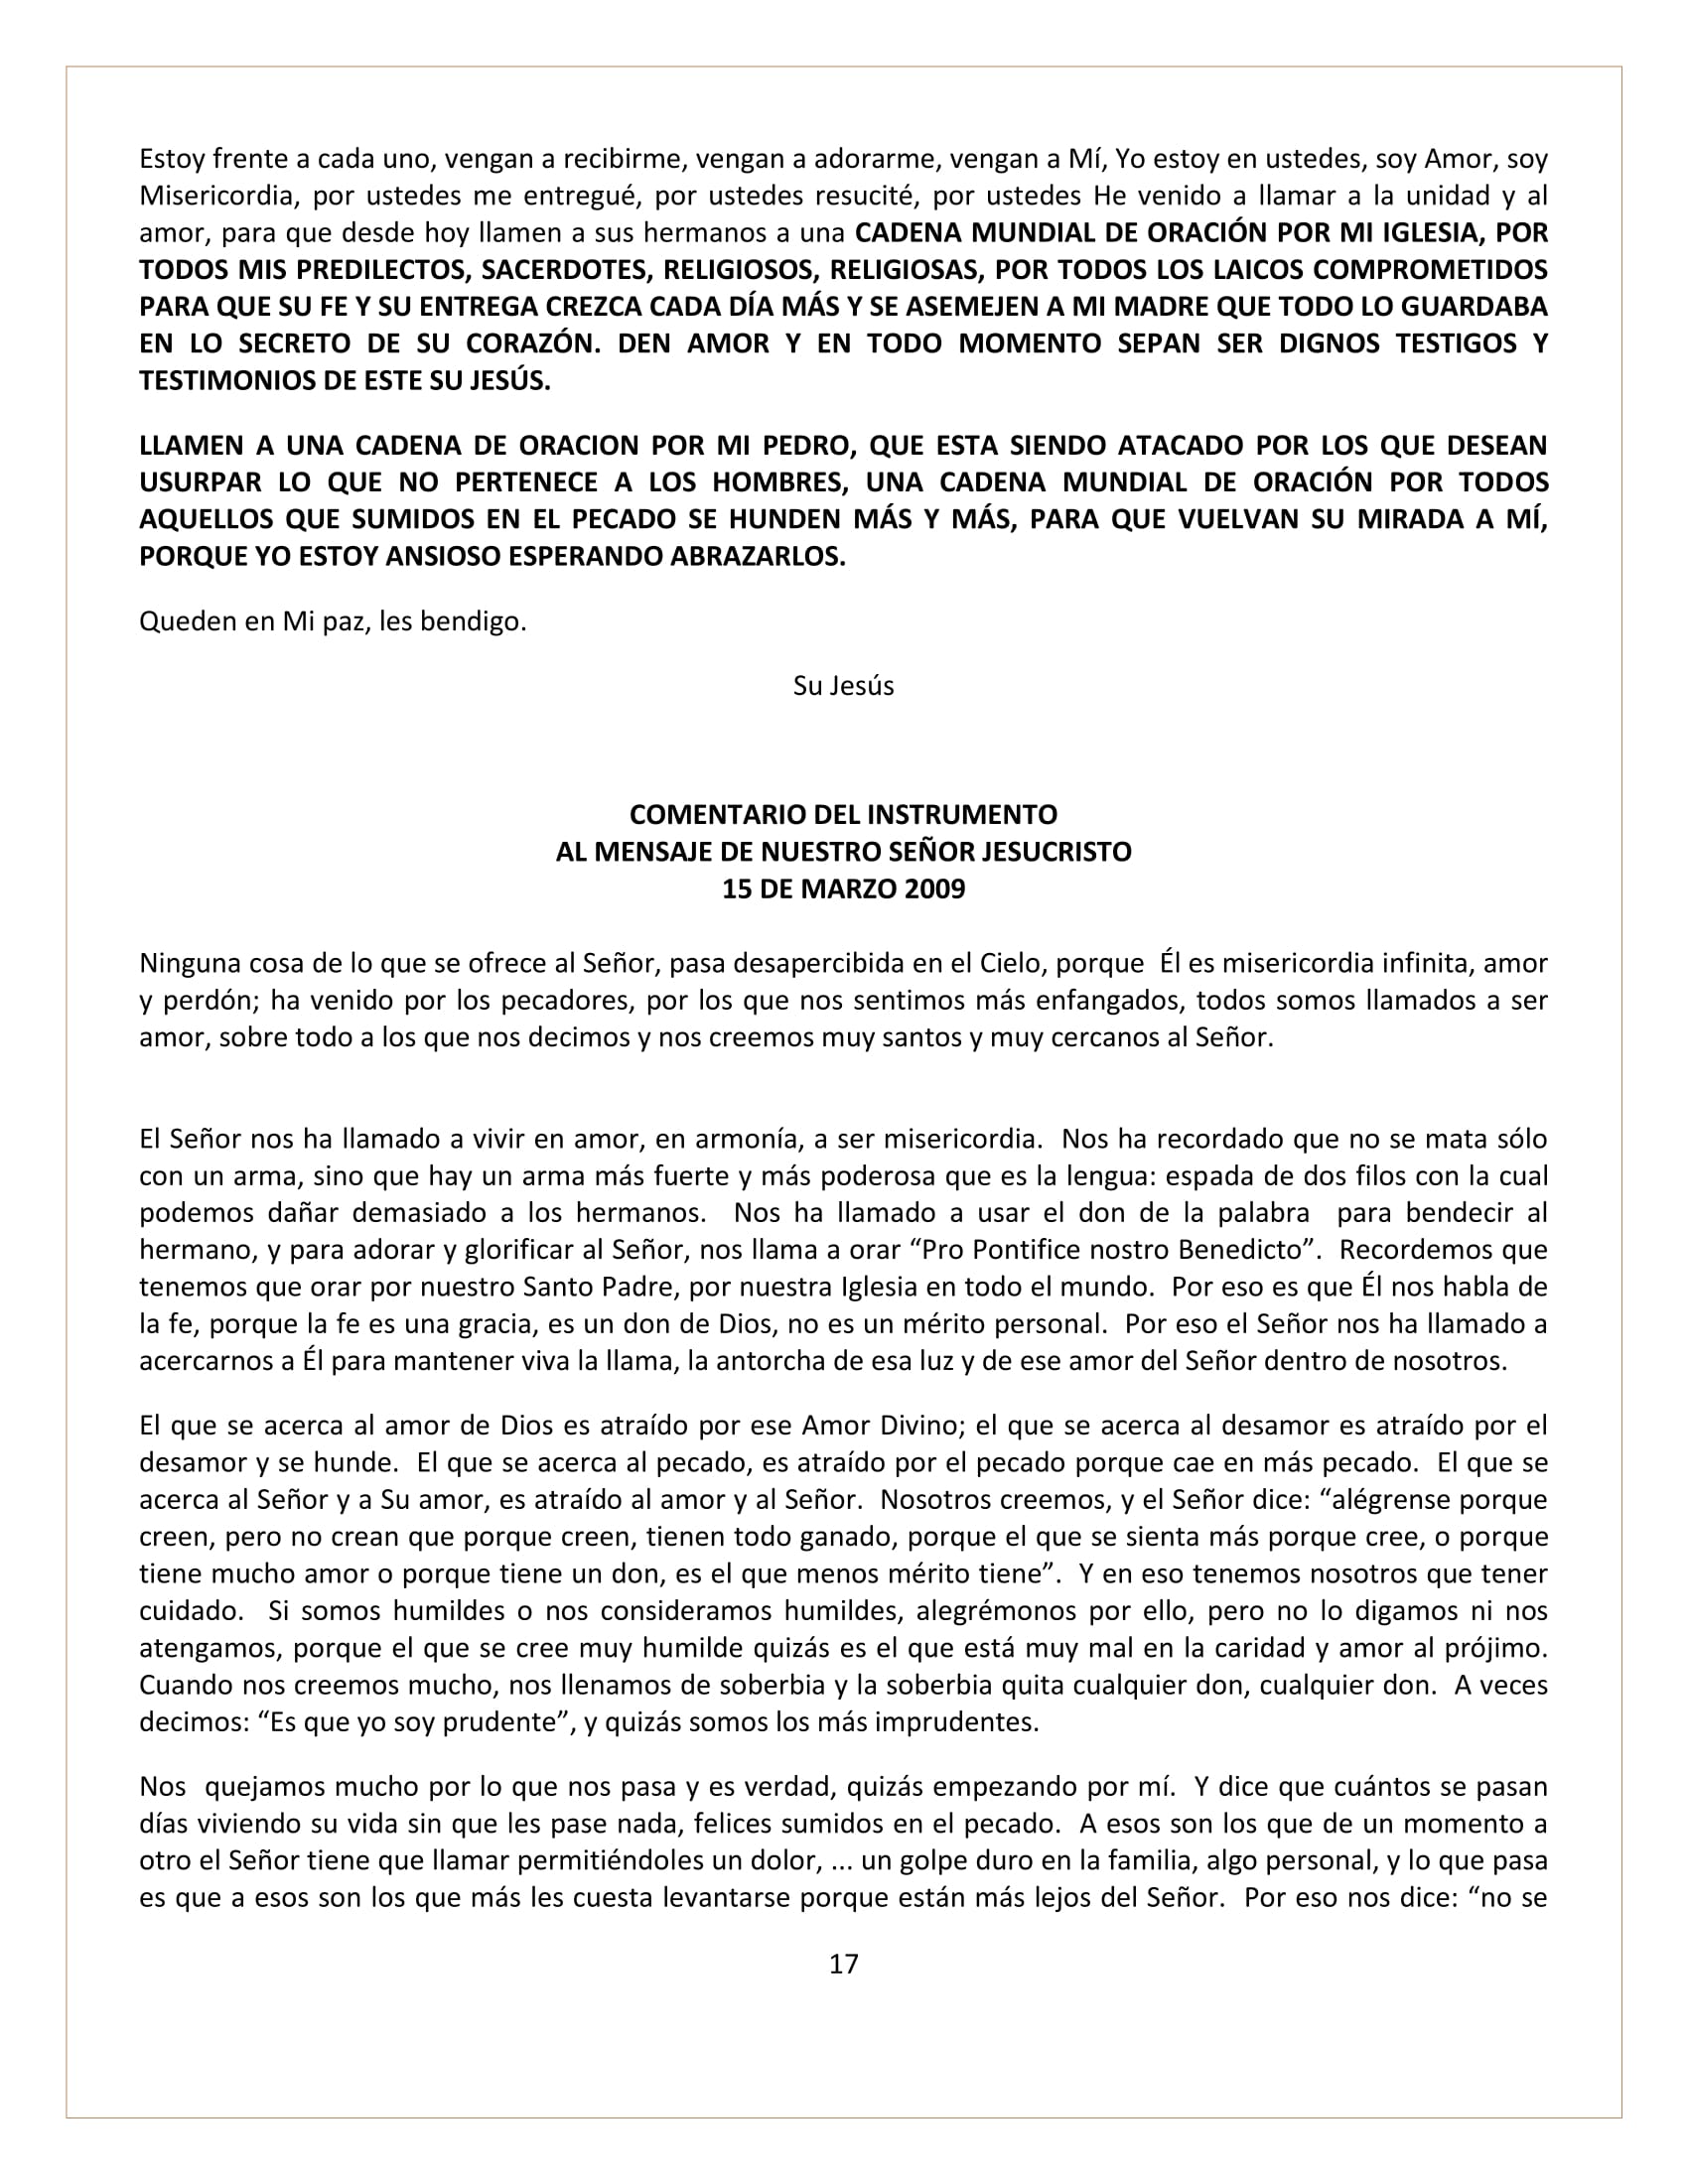 Estoy frente a cada uno, vengan a recibirme, vengan a adorarme, vengan a Mí, Yo estoy en ustedes, soy Amor, soy
Misericordia, por ustedes me entregué, por ustedes resucité, por ustedes He venido a llamar a la unidad y al
amor, para que desde hoy llamen a sus hermanos a una CADENA MUNDIAL DE ORACIÓN POR MI IGLESIA, POR
TODOS MIS PREDILECTOS, SACERDOTES, RELIGIOSOS, RELIGIOSAS, POR TODOS LOS LAICOS COMPROMETIDOS
PARA QUE SU FE Y SU ENTREGA CREZCA CADA DÍA MÁS Y SE ASEMEJEN A MI MADRE QUE TODO LO GUARDABA
EN LO SECRETO DE SU CORAZÓN. DEN AMOR Y EN TODO MOMENTO SEPAN SER DIGNOS TESTIGOS Y
TESTIMONIOS DE ESTE SU JESÚS.
LLAMEN A UNA CADENA DE ORACION POR MI PEDRO, QUE ESTA SIENDO ATACADO POR LOS QUE DESEAN
USURPAR LO QUE NO PERTENECE A LOS HOMBRES, UNA CADENA MUNDIAL DE ORACIÓN POR TODOS
AQUELLOS QUE SUMIDOS EN EL PECADO SE HUNDEN MÁS Y MÁS, PARA QUE VUELVAN SU MIRADA A MÍ,
PORQUE YO ESTOY ANSIOSO ESPERANDO ABRAZARLOS.
Queden en Mi paz, les bendigo.
Su Jesús
COMENTARIO DEL INSTRUMENTO
AL MENSAJE DE NUESTRO SEÑOR JESUCRISTO
15 DE MARZO 2009
Ninguna cosa de lo que se ofrece al Señor, pasa desapercibida en el Cielo, porque  Él es misericordia infinita, amor
y perdón; ha venido por los pecadores, por los que nos sentimos más enfangados, todos somos llamados a ser
amor, sobre todo a los que nos decimos y nos creemos muy santos y muy cercanos al Señor.
El Señor nos ha llamado a vivir en amor, en armonía, a ser misericordia.  Nos ha recordado que no se mata sólo
con un arma, sino que hay un arma más fuerte y más poderosa que es la lengua: espada de dos filos con la cual
podemos dañar demasiado a los hermanos.  Nos ha llamado a usar el don de la palabra  para bendecir al
hermano, y para adorar y glorificar al Señor, nos llama a orar “Pro Pontifice nostro Benedicto”.  Recordemos que
tenemos que orar por nuestro Santo Padre, por nuestra Iglesia en todo el mundo.  Por eso es que Él nos habla de
la fe, porque la fe es una gracia, es un don de Dios, no es un mérito personal.  Por eso el Señor nos ha llamado a
acercarnos a Él para mantener viva la llama, la antorcha de esa luz y de ese amor del Señor dentro de nosotros.
El que se acerca al amor de Dios es atraído por ese Amor Divino; el que se acerca al desamor es atraído por el
desamor y se hunde.  El que se acerca al pecado, es atraído por el pecado porque cae en más pecado.  El que se
acerca al Señor y a Su amor, es atraído al amor y al Señor.  Nosotros creemos, y el Señor dice: “alégrense porque
creen, pero no crean que porque creen, tienen todo ganado, porque el que se sienta más porque cree, o porque
tiene mucho amor o porque tiene un don, es el que menos mérito tiene”.  Y en eso tenemos nosotros que tener
cuidado.  Si somos humildes o nos consideramos humildes, alegrémonos por ello, pero no lo digamos ni nos
atengamos, porque el que se cree muy humilde quizás es el que está muy mal en la caridad y amor al prójimo.
Cuando nos creemos mucho, nos llenamos de soberbia y la soberbia quita cualquier don, cualquier don.  A veces
decimos: “Es que yo soy prudente”, y quizás somos los más imprudentes.
Nos  quejamos mucho por lo que nos pasa y es verdad, quizás empezando por mí.  Y dice que cuántos se pasan
días viviendo su vida sin que les pase nada, felices sumidos en el pecado.  A esos son los que de un momento a
otro el Señor tiene que llamar permitiéndoles un dolor, ... un golpe duro en la familia, algo personal, y lo que pasa
es que a esos son los que más les cuesta levantarse porque están más lejos del Señor.  Por eso nos dice: “no se
17